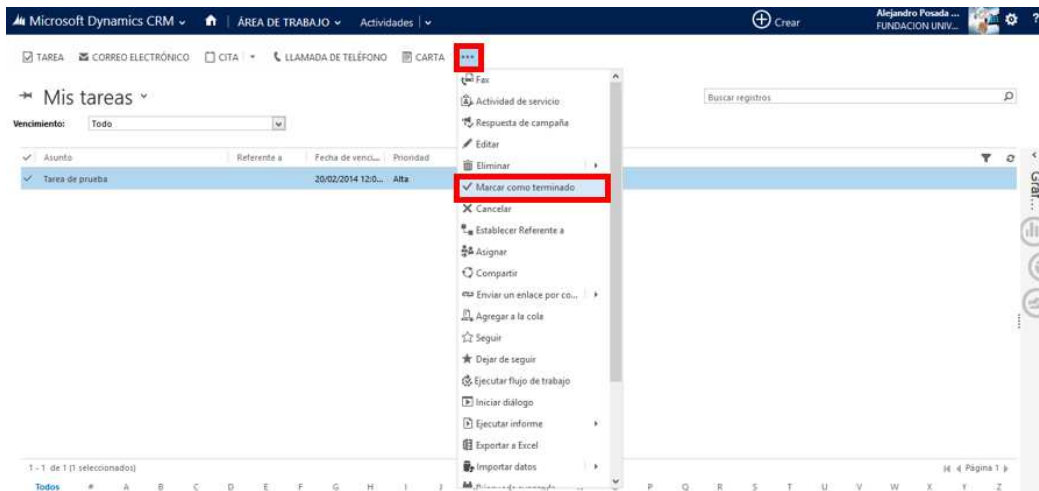 Microsoft Dynamics CRM
ÁREA DE TRABAJO
Actividades
Crear
Alejandro Posada ...
FUNDACION UNIV...
?
TAREA
CORREO ELECTRÓNICO
CITA
LLAMADA DE TELÉFONO
CARTA
...
Mis tareas
Buscar registros
Vencimiento:
Todo
Asunto
Referente a
Fecha de venci...
Prioridad
Tarea de prueba
20/02/2014 12:0...
Alta
Fax
Actividad de servicio
Respuesta de campaña
Editar
Eliminar
Marcar como terminado
Cancelar
Establecer Referente a
Asignar
Compartir
Enviar un enlace por co...
Agregar a la cola
Seguir
Dejar de seguir
Ejecutar flujo de trabajo
Iniciar diálogo
Ejecutar informe
Exportar a Excel
Importar datos
Graf...
1 - 1 de 1 (1 seleccionados)
Página 1
Todos # A B C D E F G H I J P Q R S T U V W X Y Z